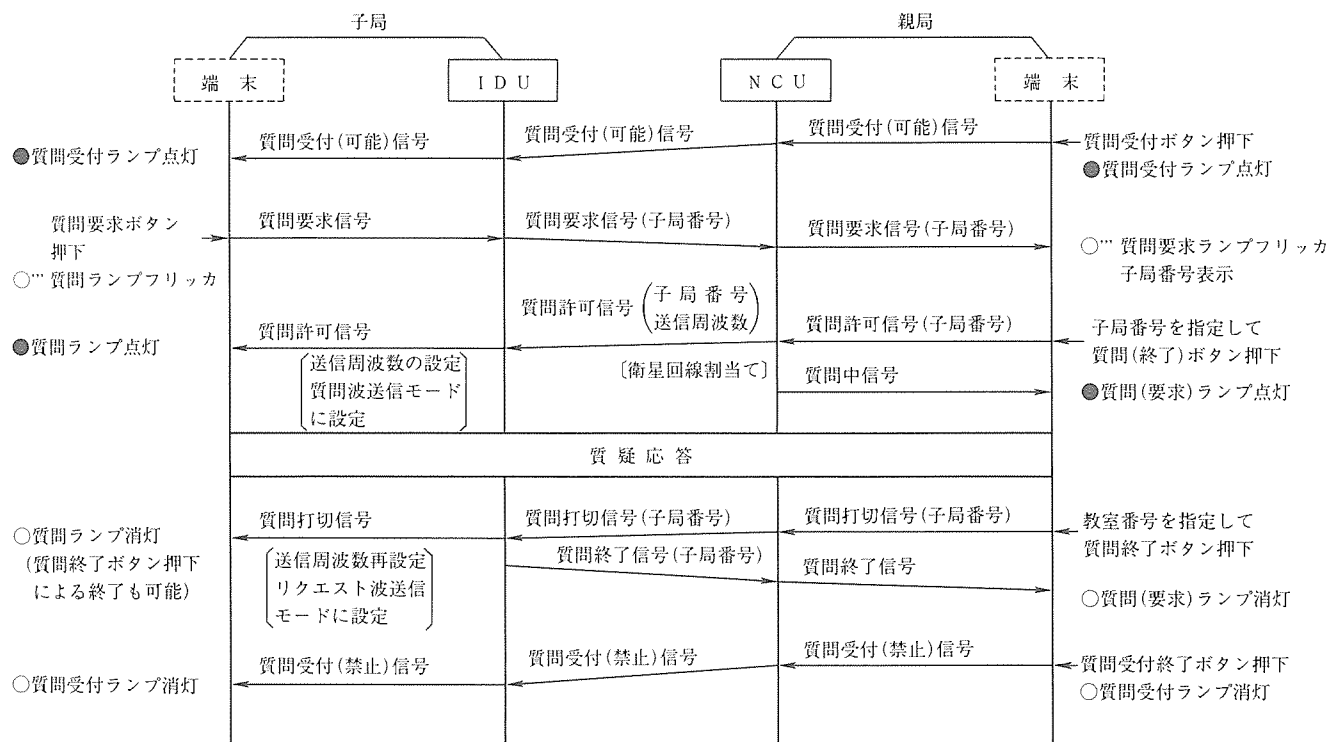 子局
親局
端 末
I D U
N C U
端 末
質問受付(可能)信号
質問受付(可能)信号
質問受付(可能)信号
質問受付ボタン押下
●質問受付ランプ点灯
●質問受付ランプ点灯
質問要求ボタン
押下
質問要求信号
質問要求信号(子局番号)
質問要求信号(子局番号)
○… 質問ランプフリッカ
○… 質問要求ランプフリッカ
子局番号表示
質問許可信号(子局番号
送信周波数)
質問許可信号
質問許可信号(子局番号)
子局番号を指定して
質問(終了)ボタン押下
●質問ランプ点灯
送信周波数の設定
質問波送信モード
に設定
〔衛星回線割当て〕
質問中信号
●質問(要求)ランプ点灯
質 疑 応 答
質問打切信号
質問打切信号(子局番号)
質問打切信号(子局番号)
教室番号を指定して
質問終了ボタン押下
○質問ランプ消灯
(質問終了ボタン押下
による終了も可能)
送信周波数再設定
リクエスト波送信
モードに設定
質問終了信号(子局番号)
質問終了信号
○質問(要求)ランプ消灯
質問受付(禁止)信号
質問受付(禁止)信号
質問受付(禁止)信号
質問受付終了ボタン押下
○質問受付ランプ消灯
○質問受付ランプ消灯